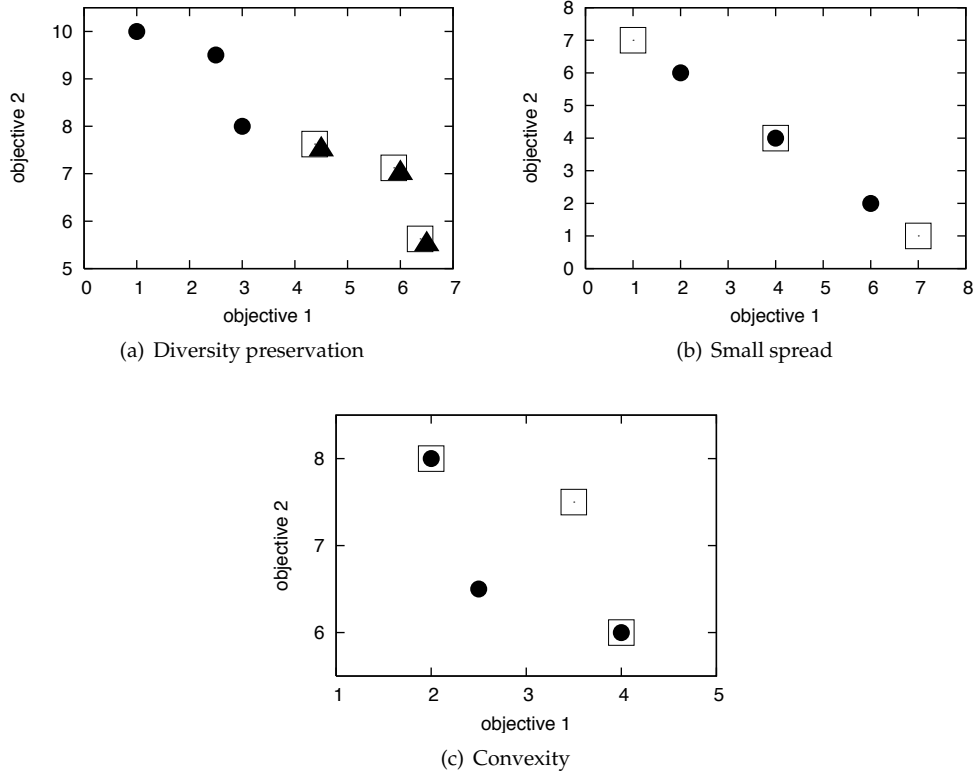 10
9
8
7
6
5
objective 2
0 1 2 3 4 5 6 7
objective 1
(a) Diversity preservation
8
7
6
5
4
3
2
1
0
objective 2
0 1 2 3 4 5 6 7 8
objective 1
(b) Small spread
8
7
6
objective 2
1 2 3 4 5
objective 1
(c) Convexity